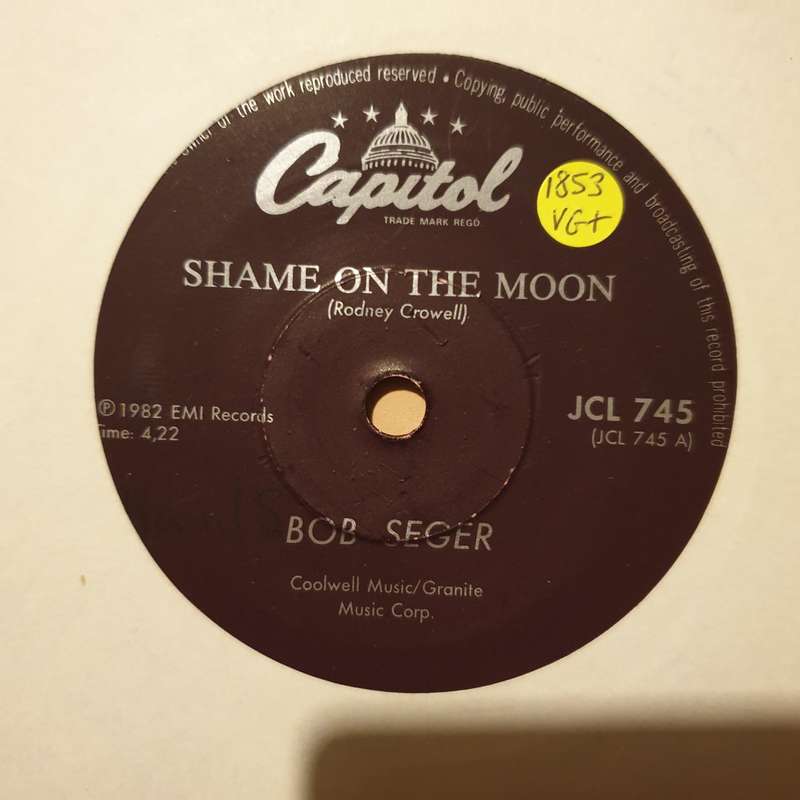 owner of the work reproduced reserved • Copying, public performance and broadcasting of this record prohibited
Capitol
TRADE MARK REGD.
1853
VG+
SHAME ON THE MOON
(Rodney Crowell)
℗ 1982 EMI Records
Time: 4,22
JCL 745
(JCL 745 A)
BOB SEGER
Coolwell Music/Granite
Music Corp.